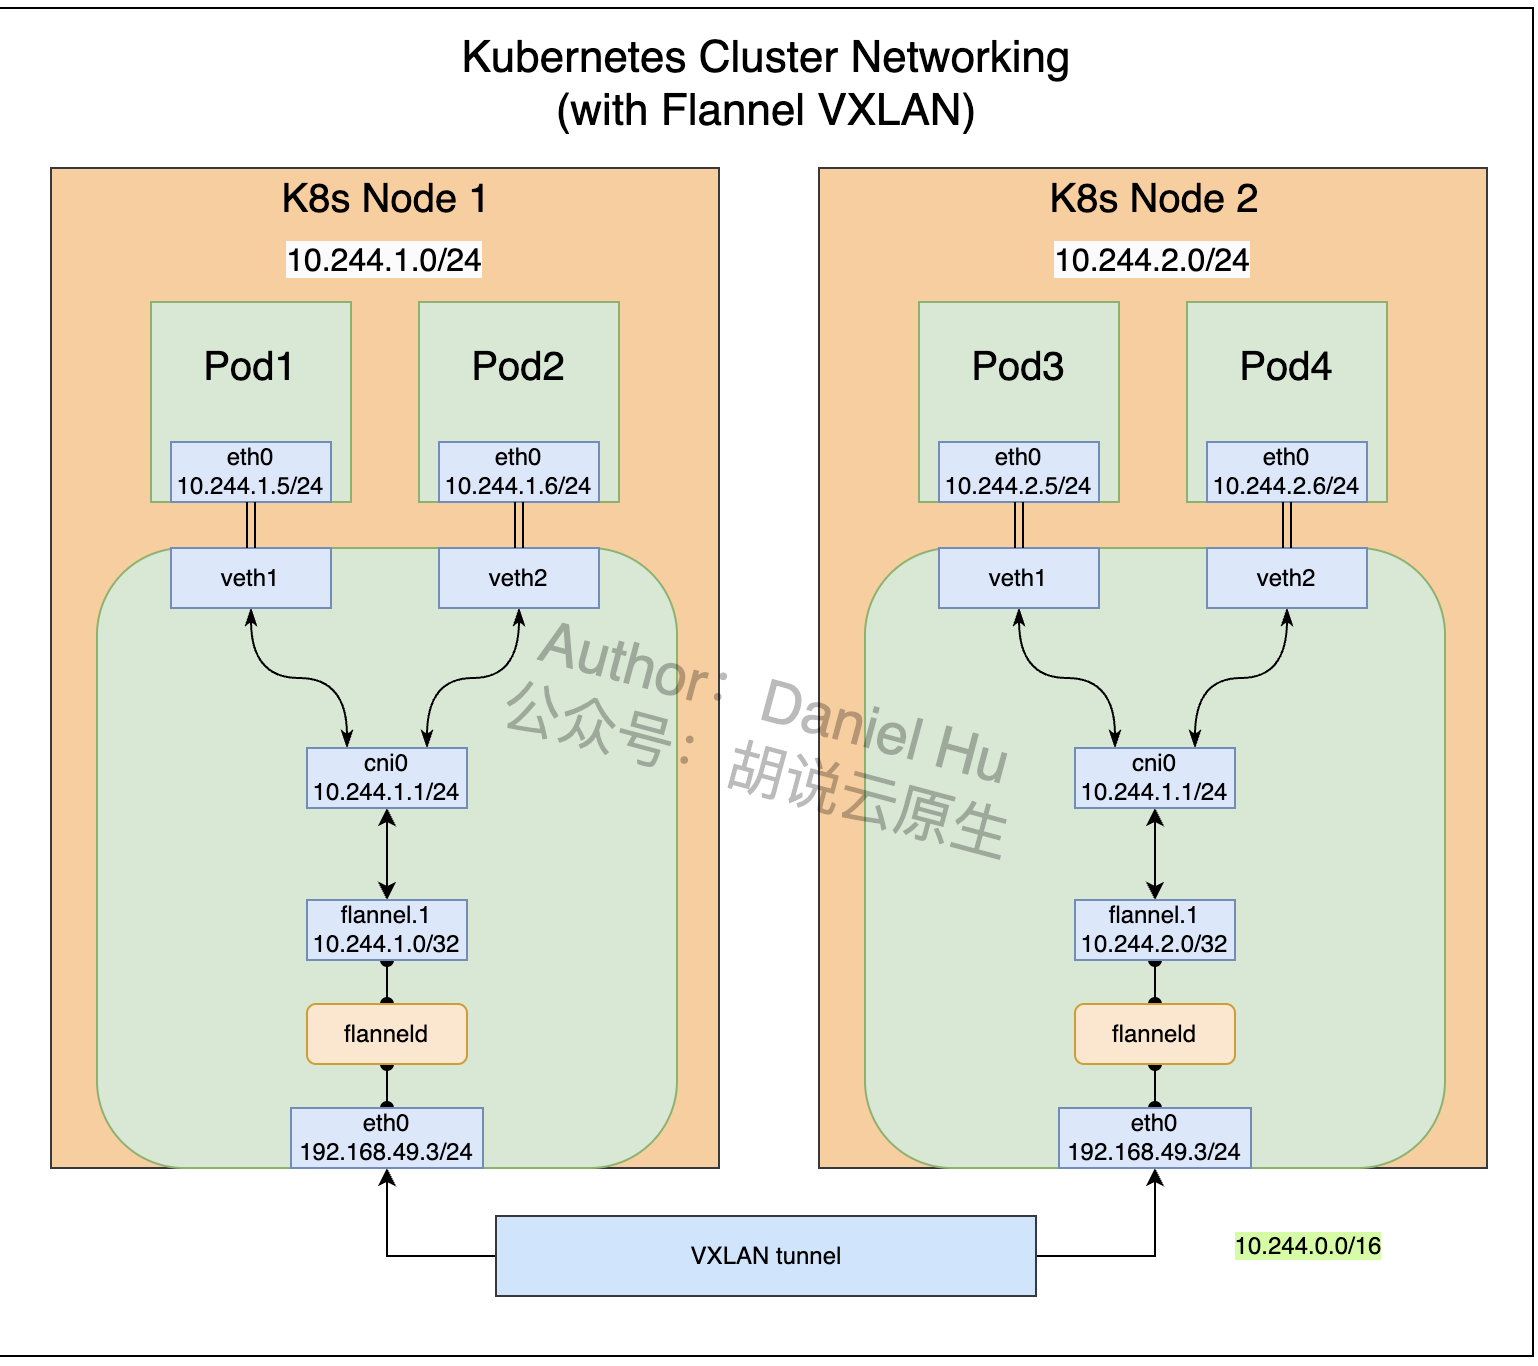 Kubernetes Cluster Networking
(with Flannel VXLAN)
K8s Node 1
10.244.1.0/24
Pod1
Pod2
eth0
10.244.1.5/24
eth0
10.244.1.6/24
veth1
veth2
cni0
10.244.1.1/24
flannel.1
10.244.1.0/32
flanneld
eth0
192.168.49.3/24
K8s Node 2
10.244.2.0/24
Pod3
Pod4
eth0
10.244.2.5/24
eth0
10.244.2.6/24
veth1
veth2
cni0
10.244.1.1/24
flannel.1
10.244.2.0/32
flanneld
eth0
192.168.49.3/24
Author：Daniel Hu
公众号：胡说云原生
VXLAN tunnel
10.244.0.0/16